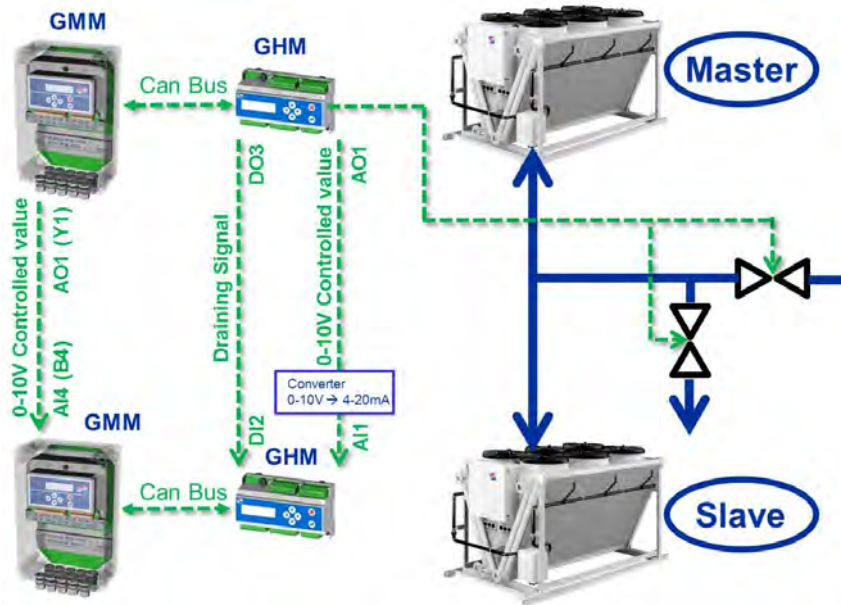 GMM
GHM
Can Bus
Master
0-10V Controlled value
AO1 (Y1)
AI4 (B4)
DO3
Draining Signal
DI2
AO1
0-10V Controlled value
AI1
Converter
0-10V → 4-20mA
GMM
GHM
Can Bus
Slave